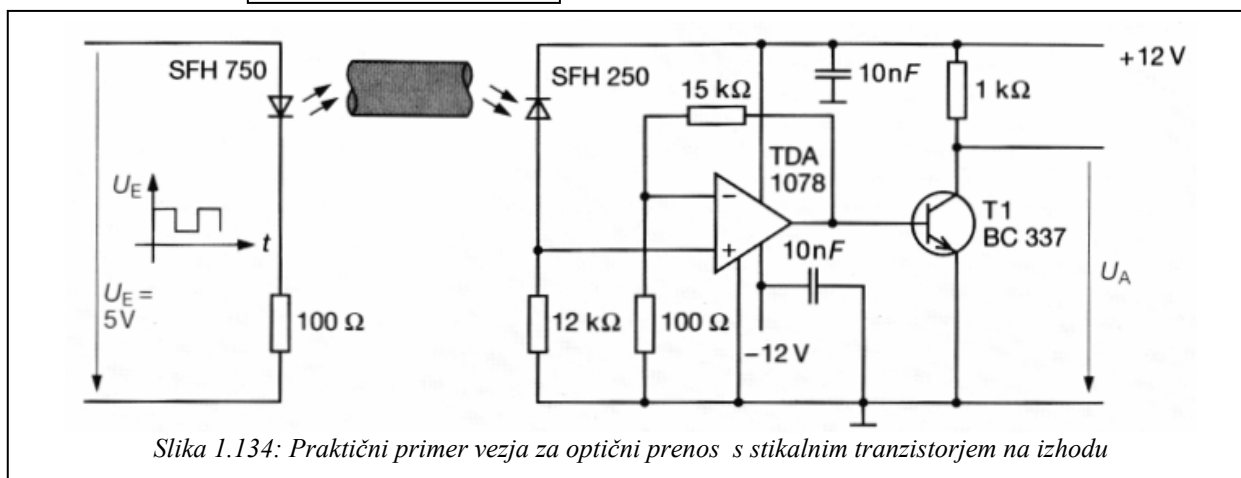 SFH 750
SFH 250
+12 V
10nF
15 kΩ
1 kΩ
TDA
1078
U_E
t
−
+
T1
BC 337
10nF
U_A
U_E =
5V
100 Ω
12 kΩ
100 Ω
−12 V
Slika 1.134: Praktični primer vezja za optični prenos s stikalnim tranzistorjem na izhodu